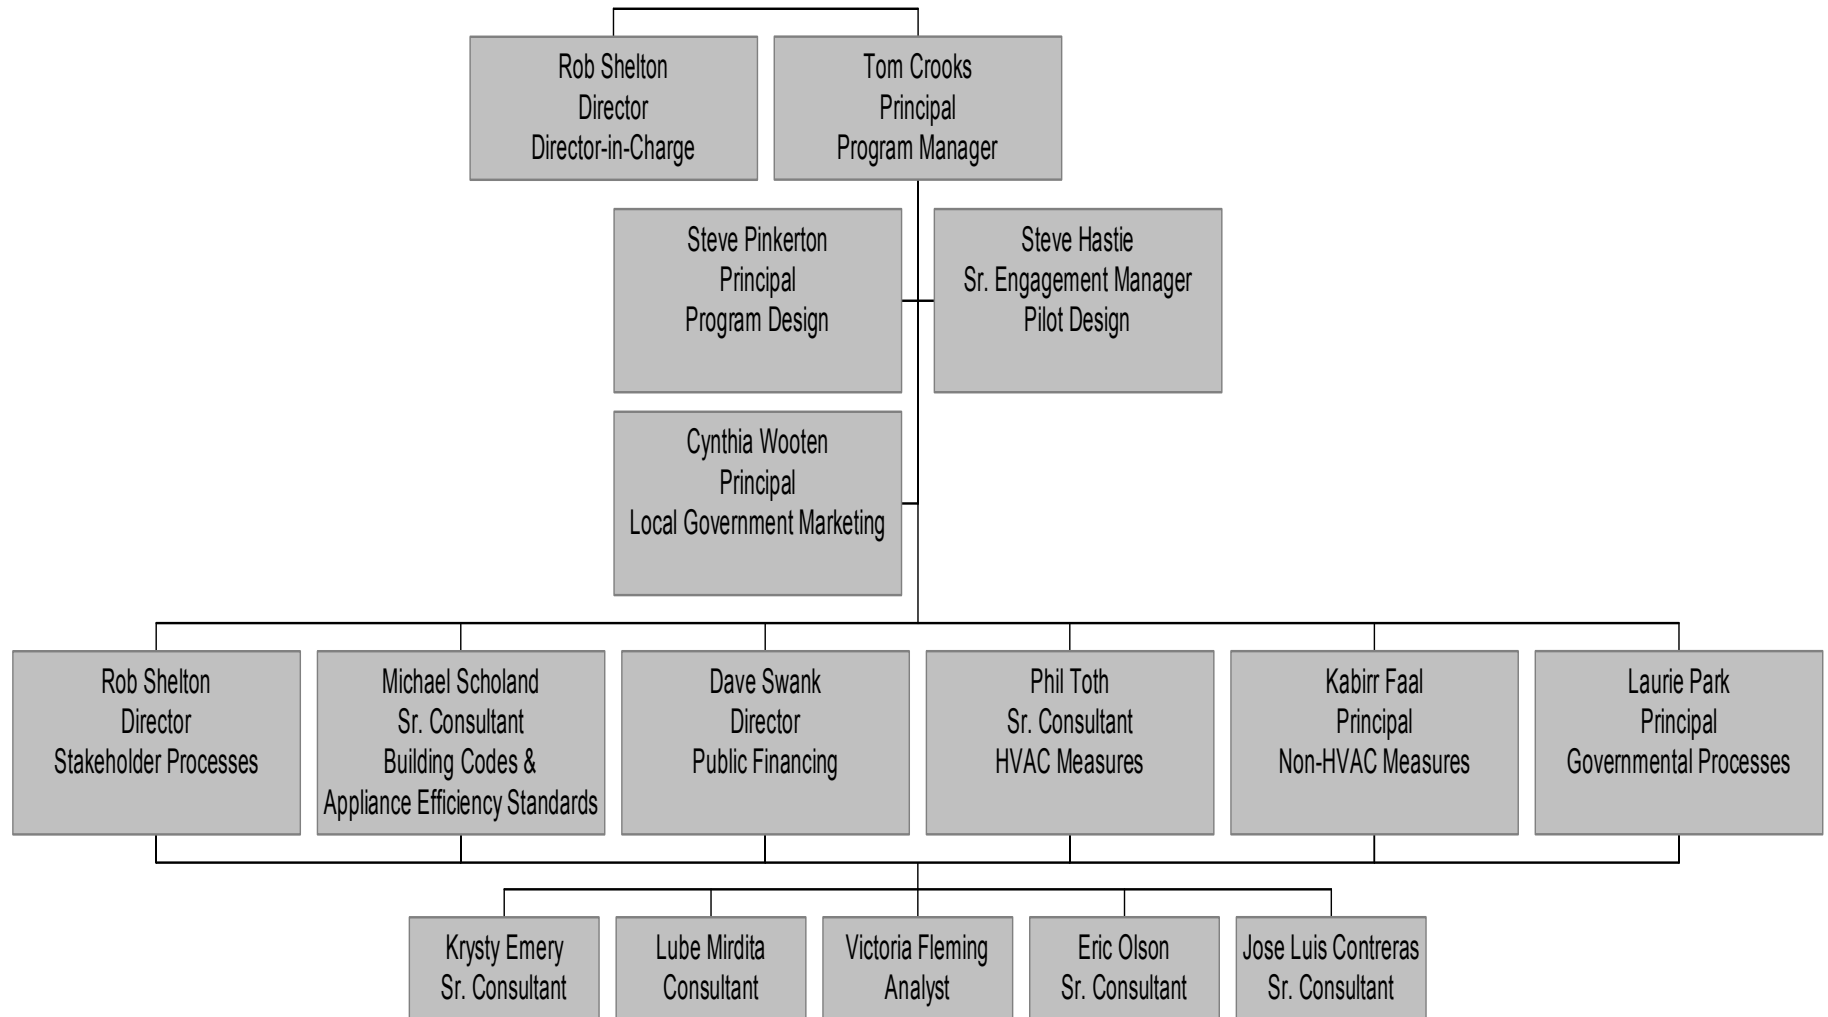 Rob Shelton
Director
Director-in-Charge
Tom Crooks
Principal
Program Manager
Steve Pinkerton
Principal
Program Design
Steve Hastie
Sr. Engagement Manager
Pilot Design
Cynthia Wooten
Principal
Local Government Marketing
Rob Shelton
Director
Stakeholder Processes
Michael Scholand
Sr. Consultant
Building Codes &
Appliance Efficiency Standards
Dave Swank
Director
Public Financing
Phil Toth
Sr. Consultant
HVAC Measures
Kabirr Faal
Principal
Non-HVAC Measures
Laurie Park
Principal
Governmental Processes
Krysty Emery
Sr. Consultant
Lube Mirdita
Consultant
Victoria Fleming
Analyst
Eric Olson
Sr. Consultant
Jose Luis Contreras
Sr. Consultant